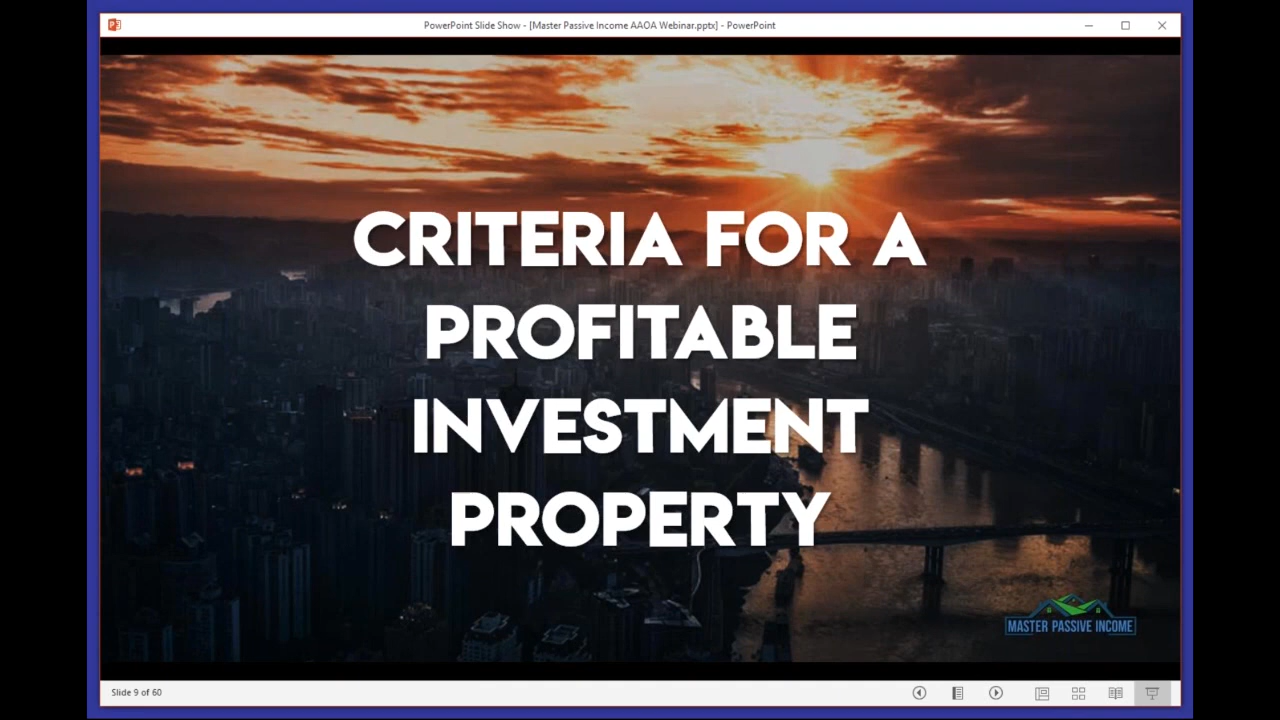 PowerPoint Slide Show - [Master Passive Income AAOA Webinar.pptx] - PowerPoint
CRITERIA FOR A
PROFITABLE
INVESTMENT
PROPERTY
MASTER PASSIVE INCOME
Slide 9 of 60